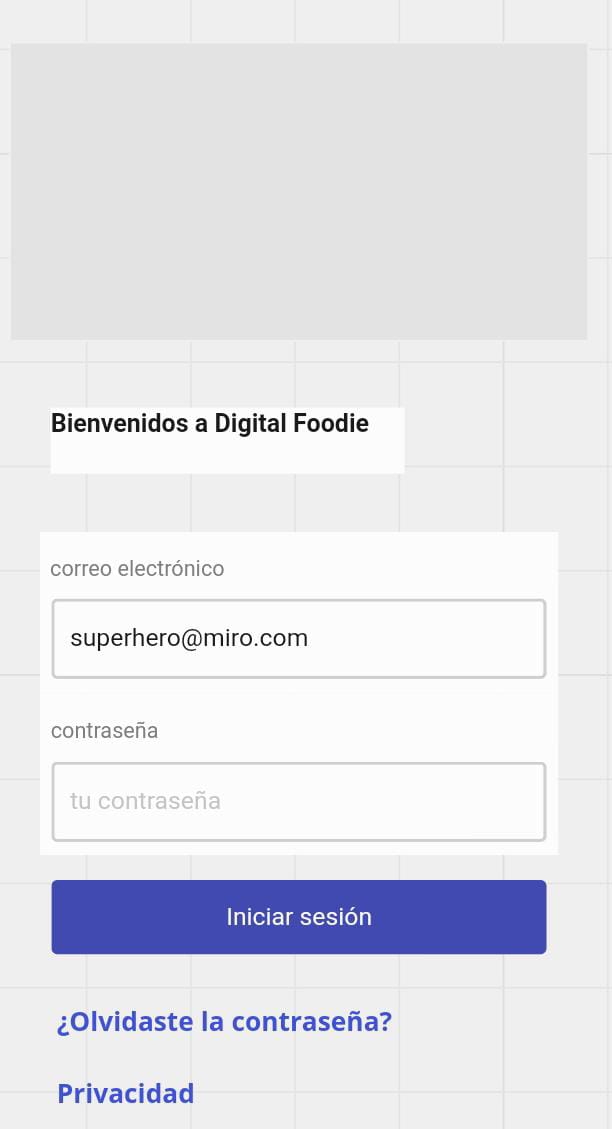 Bienvenidos a Digital Foodie
correo electrónico
superhero@miro.com
contraseña
tu contraseña
Iniciar sesión
¿Olvidaste la contraseña?
Privacidad